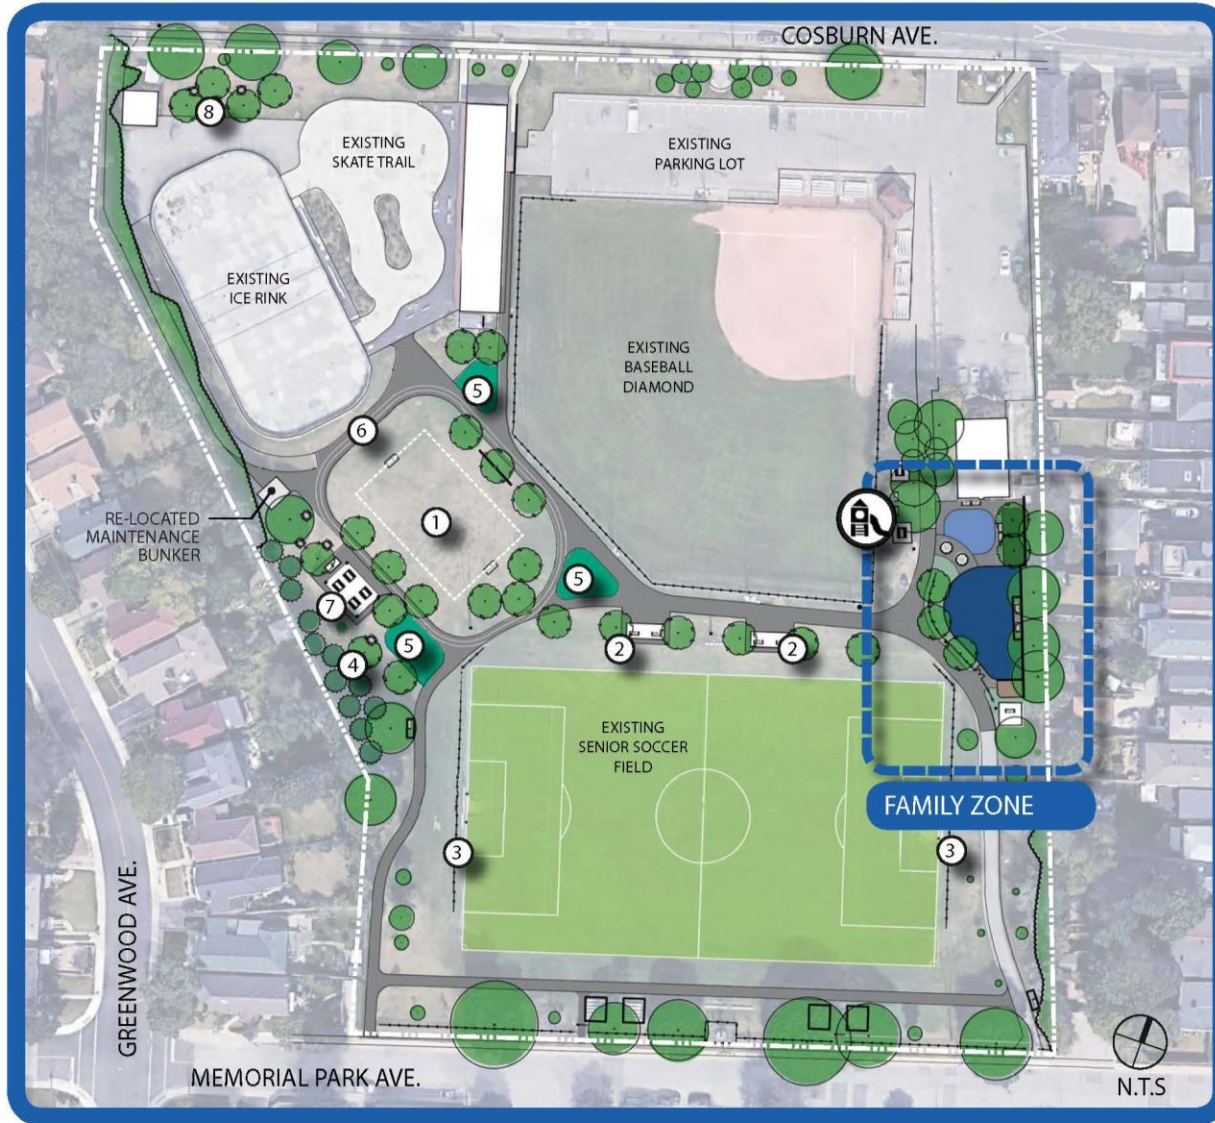 COSBURN AVE.
8
EXISTING
SKATE TRAIL
EXISTING
PARKING LOT
EXISTING
ICE RINK
EXISTING
BASEBALL
DIAMOND
5
6
RE-LOCATED
MAINTENANCE
BUNKER
1
5
7
5
4
2
2
EXISTING
SENIOR SOCCER
FIELD
FAMILY ZONE
3
3
GREENWOOD AVE.
MEMORIAL PARK AVE.
N.T.S